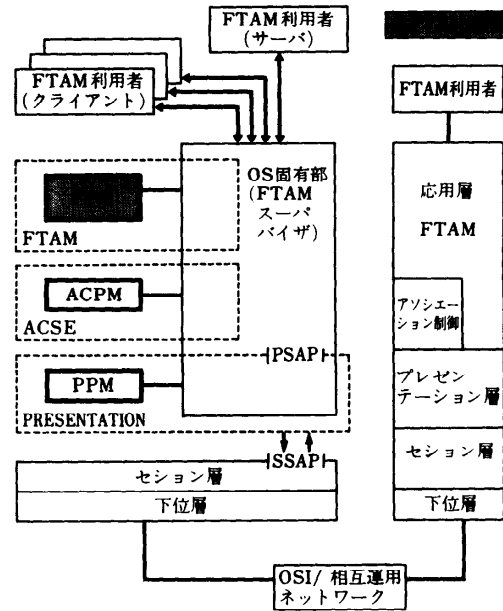 FTAM利用者
(サーバ)
FTAM利用者
(クライアント)
FTAM利用者
OS固有部
(FTAM
スーパ
バイザ)
FTAM
ACPM
ACSE
PSAP
PPM
PRESENTATION
SSAP
セション層
下位層
応用層
FTAM
アソシエー
ション制御
プレゼン
テーション層
セション層
下位層
OSI/相互運用
ネットワーク